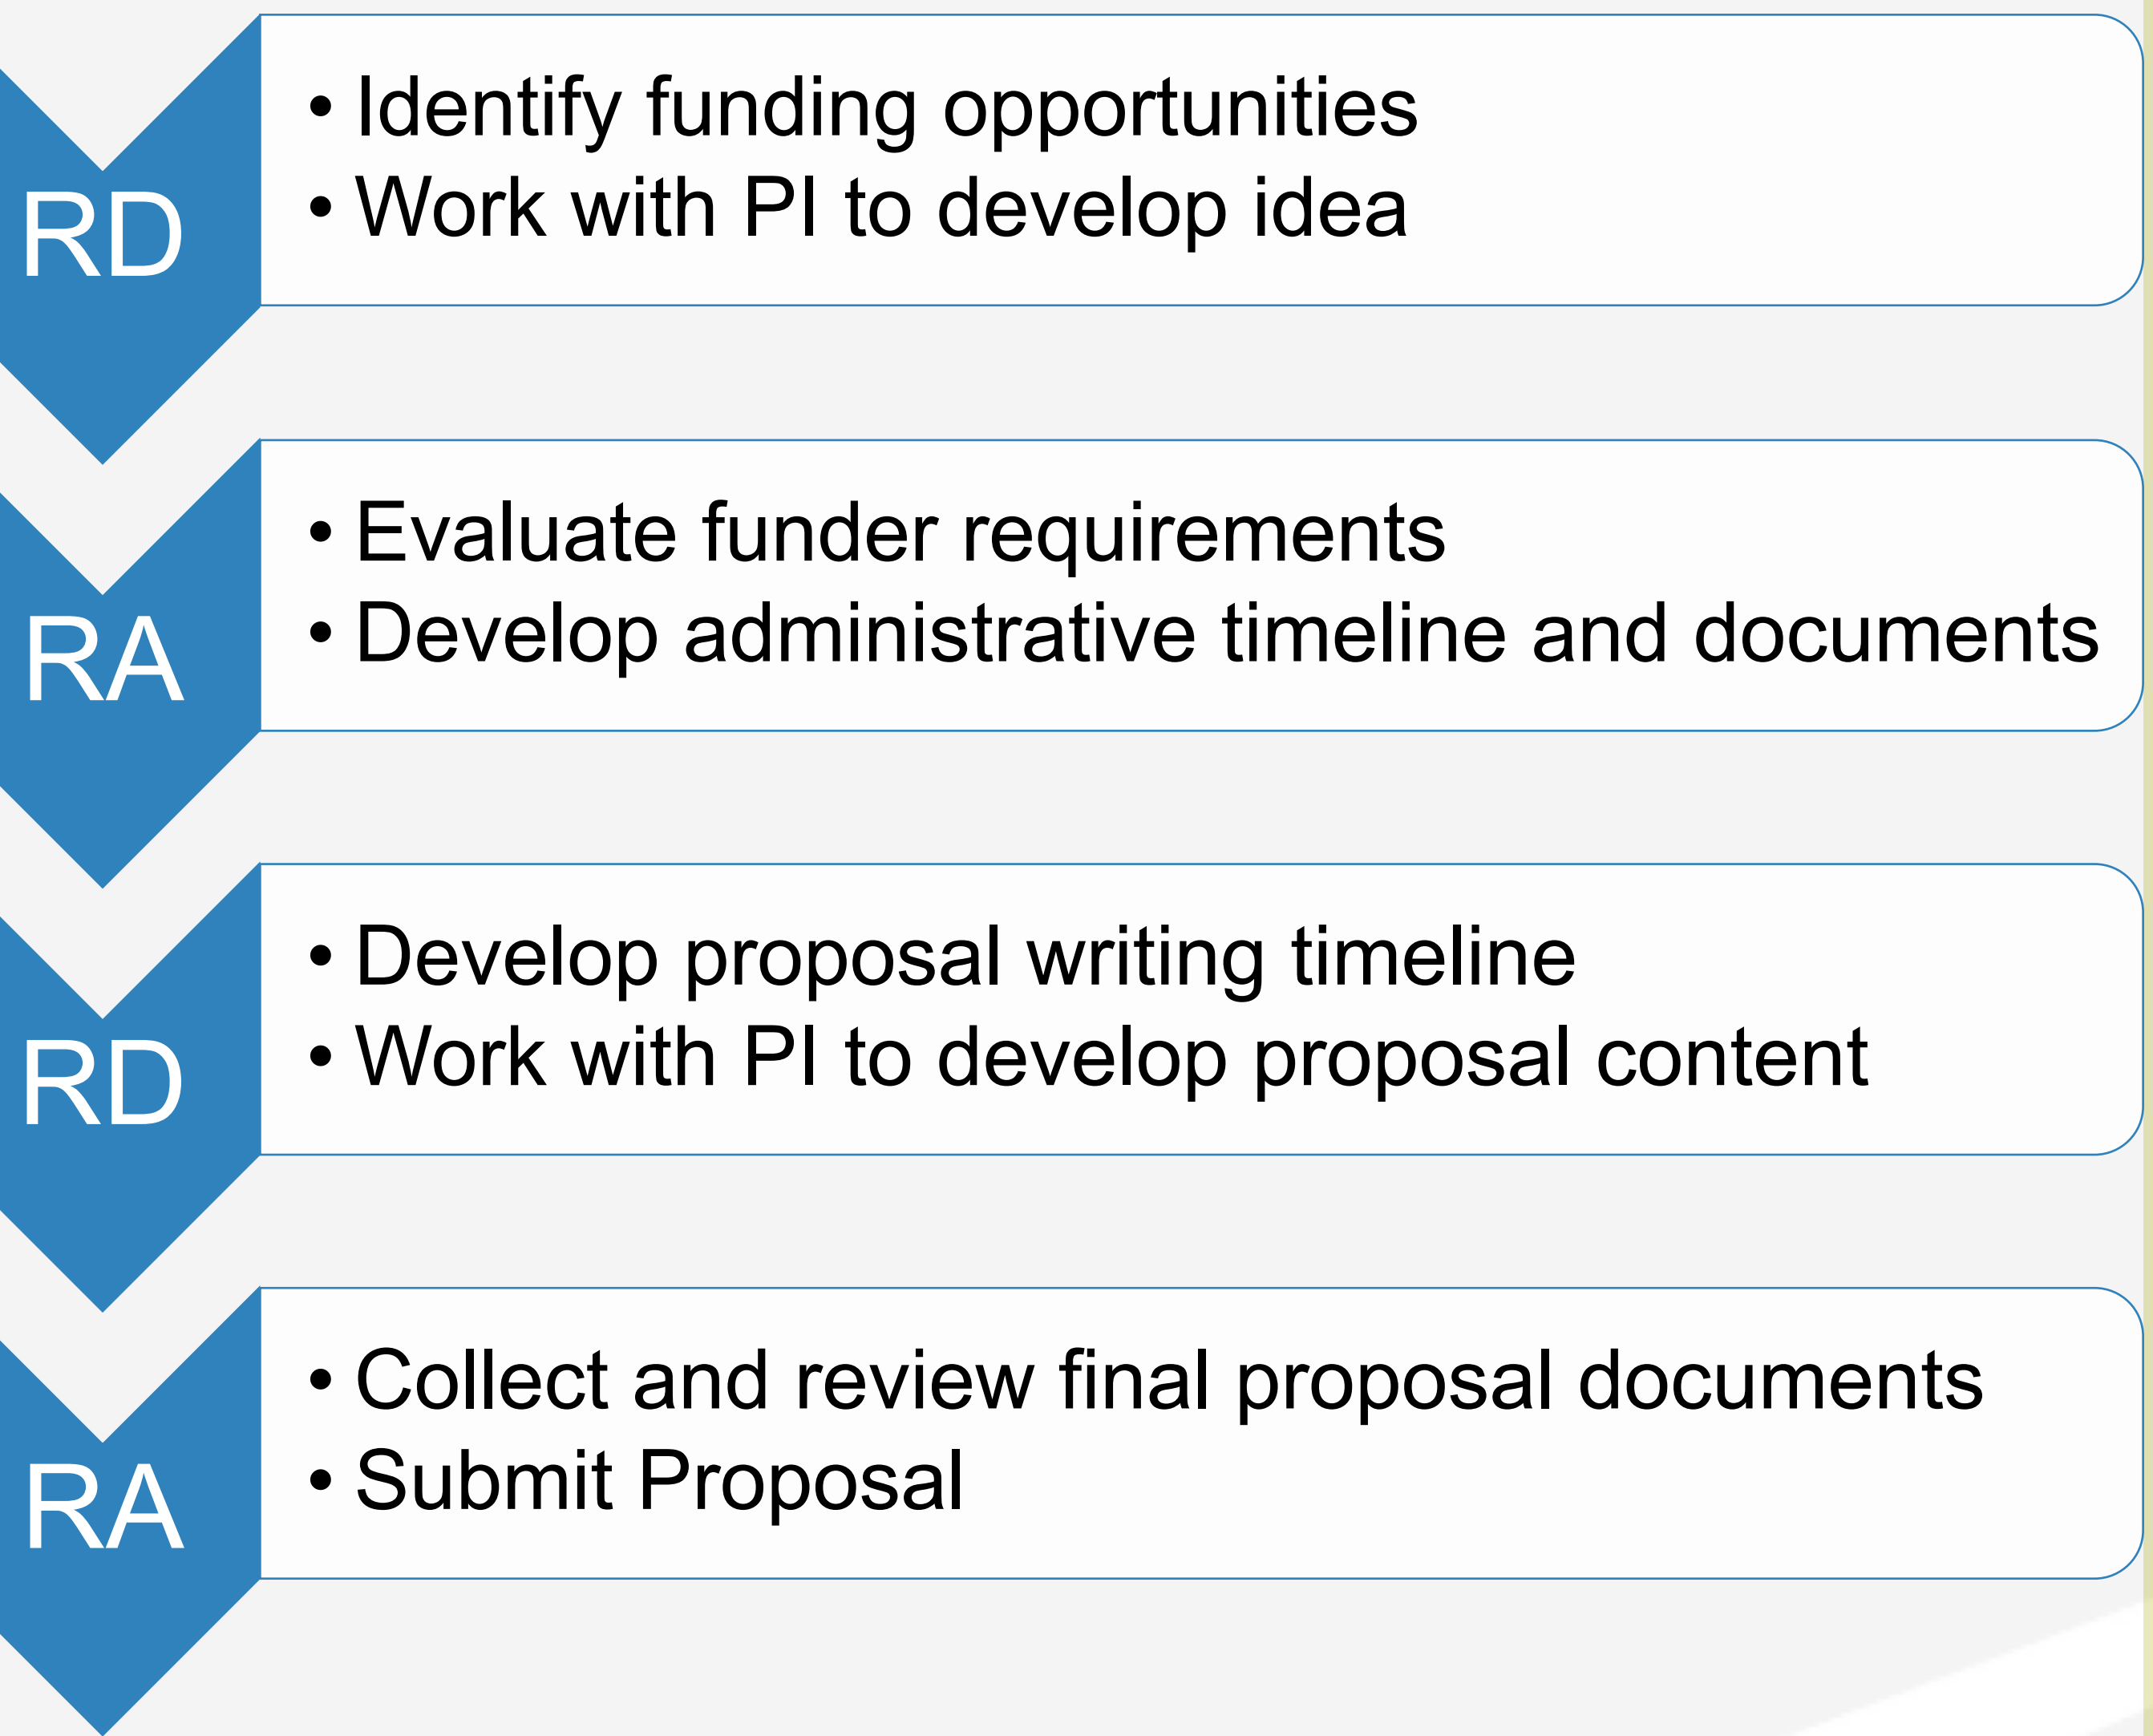 RD
• Identify funding opportunities
• Work with PI to develop idea
RA
• Evaluate funder requirements
• Develop administrative timeline and documents
RD
• Develop proposal writing timeline
• Work with PI to develop proposal content
RA
• Collect and review final proposal documents
• Submit Proposal